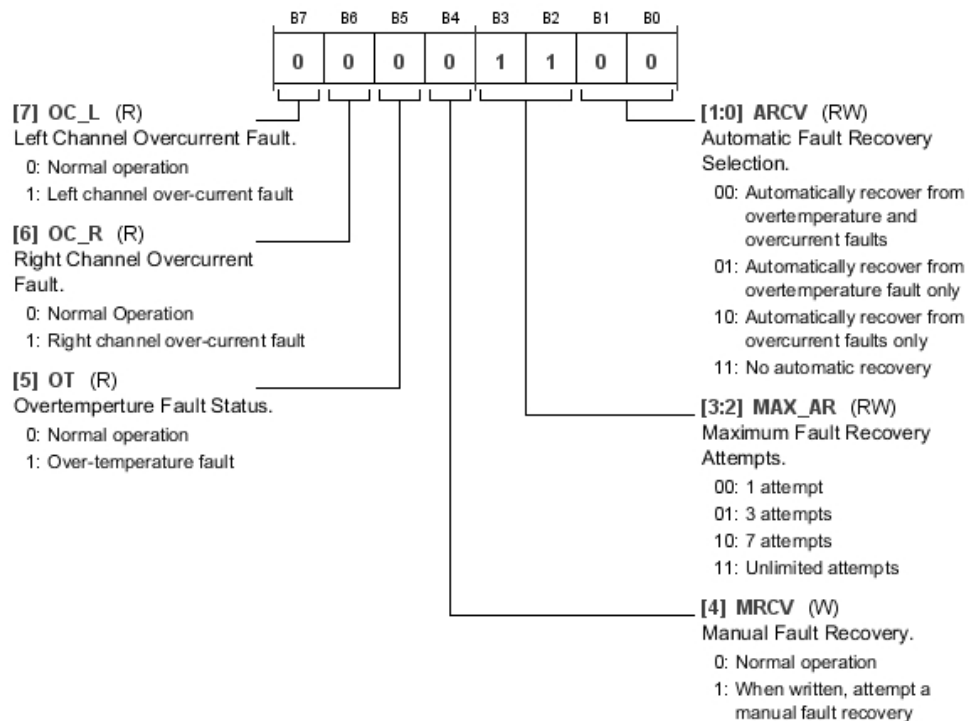 B7 B6 B5 B4 B3 B2 B1 B0
0 0 0 0 1 1 0 0
[7] OC_L (R)
Left Channel Overcurrent Fault.
0: Normal operation
1: Left channel over-current fault
[6] OC_R (R)
Right Channel Overcurrent
Fault.
0: Normal Operation
1: Right channel over-current fault
[5] OT (R)
Overtemperture Fault Status.
0: Normal operation
1: Over-temperature fault
[1:0] ARCV (RW)
Automatic Fault Recovery
Selection.
00: Automatically recover from
overtemperature and
overcurrent faults
01: Automatically recover from
overtemperature fault only
10: Automatically recover from
overcurrent faults only
11: No automatic recovery
[3:2] MAX_AR (RW)
Maximum Fault Recovery
Attempts.
00: 1 attempt
01: 3 attempts
10: 7 attempts
11: Unlimited attempts
[4] MRCV (W)
Manual Fault Recovery.
0: Normal operation
1: When written, attempt a
manual fault recovery